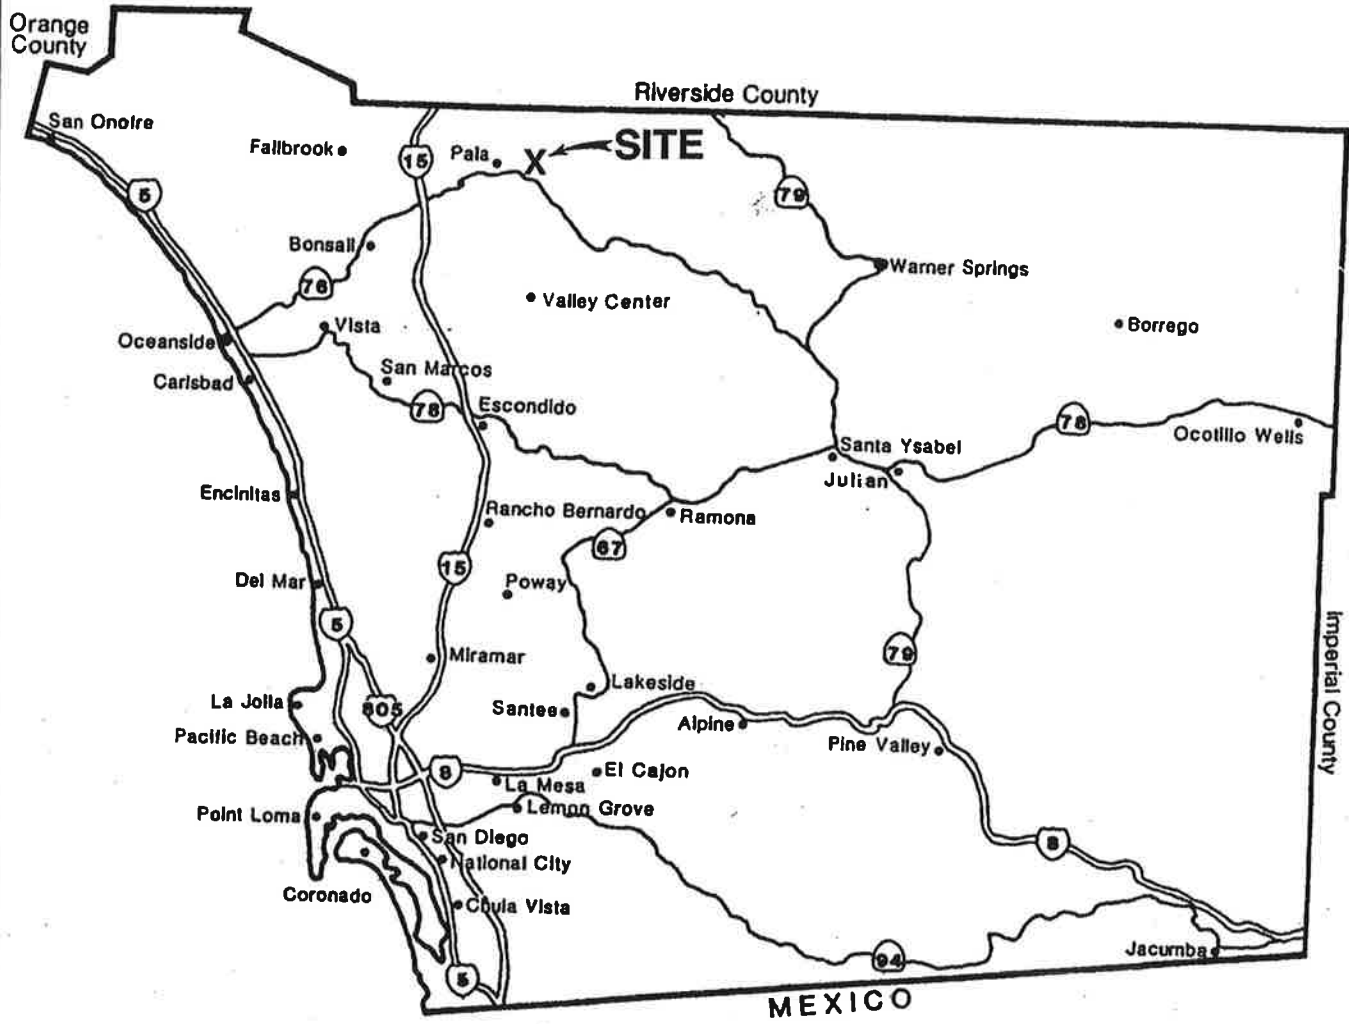 Orange
County
Riverside County
San Onofre
Fallbrook
15
Pala
X
SITE
5
79
Bonsall
76
Warner Springs
Valley Center
Oceanside
Vista
Borrego
Carlsbad
San Marcos
78
Escondido
78
Ocotillo Wells
Santa Ysabel
Julian
Encinitas
Rancho Bernardo
Ramona
67
15
Del Mar
Poway
5
Imperial County
79
Miramar
Lakeside
La Jolla
805
Santee
Alpine
Pacific Beach
Pine Valley
8
El Cajon
La Mesa
Lemon Grove
Point Loma
San Diego
8
National City
Coronado
Chula Vista
94
Jacumba
5
MEXICO